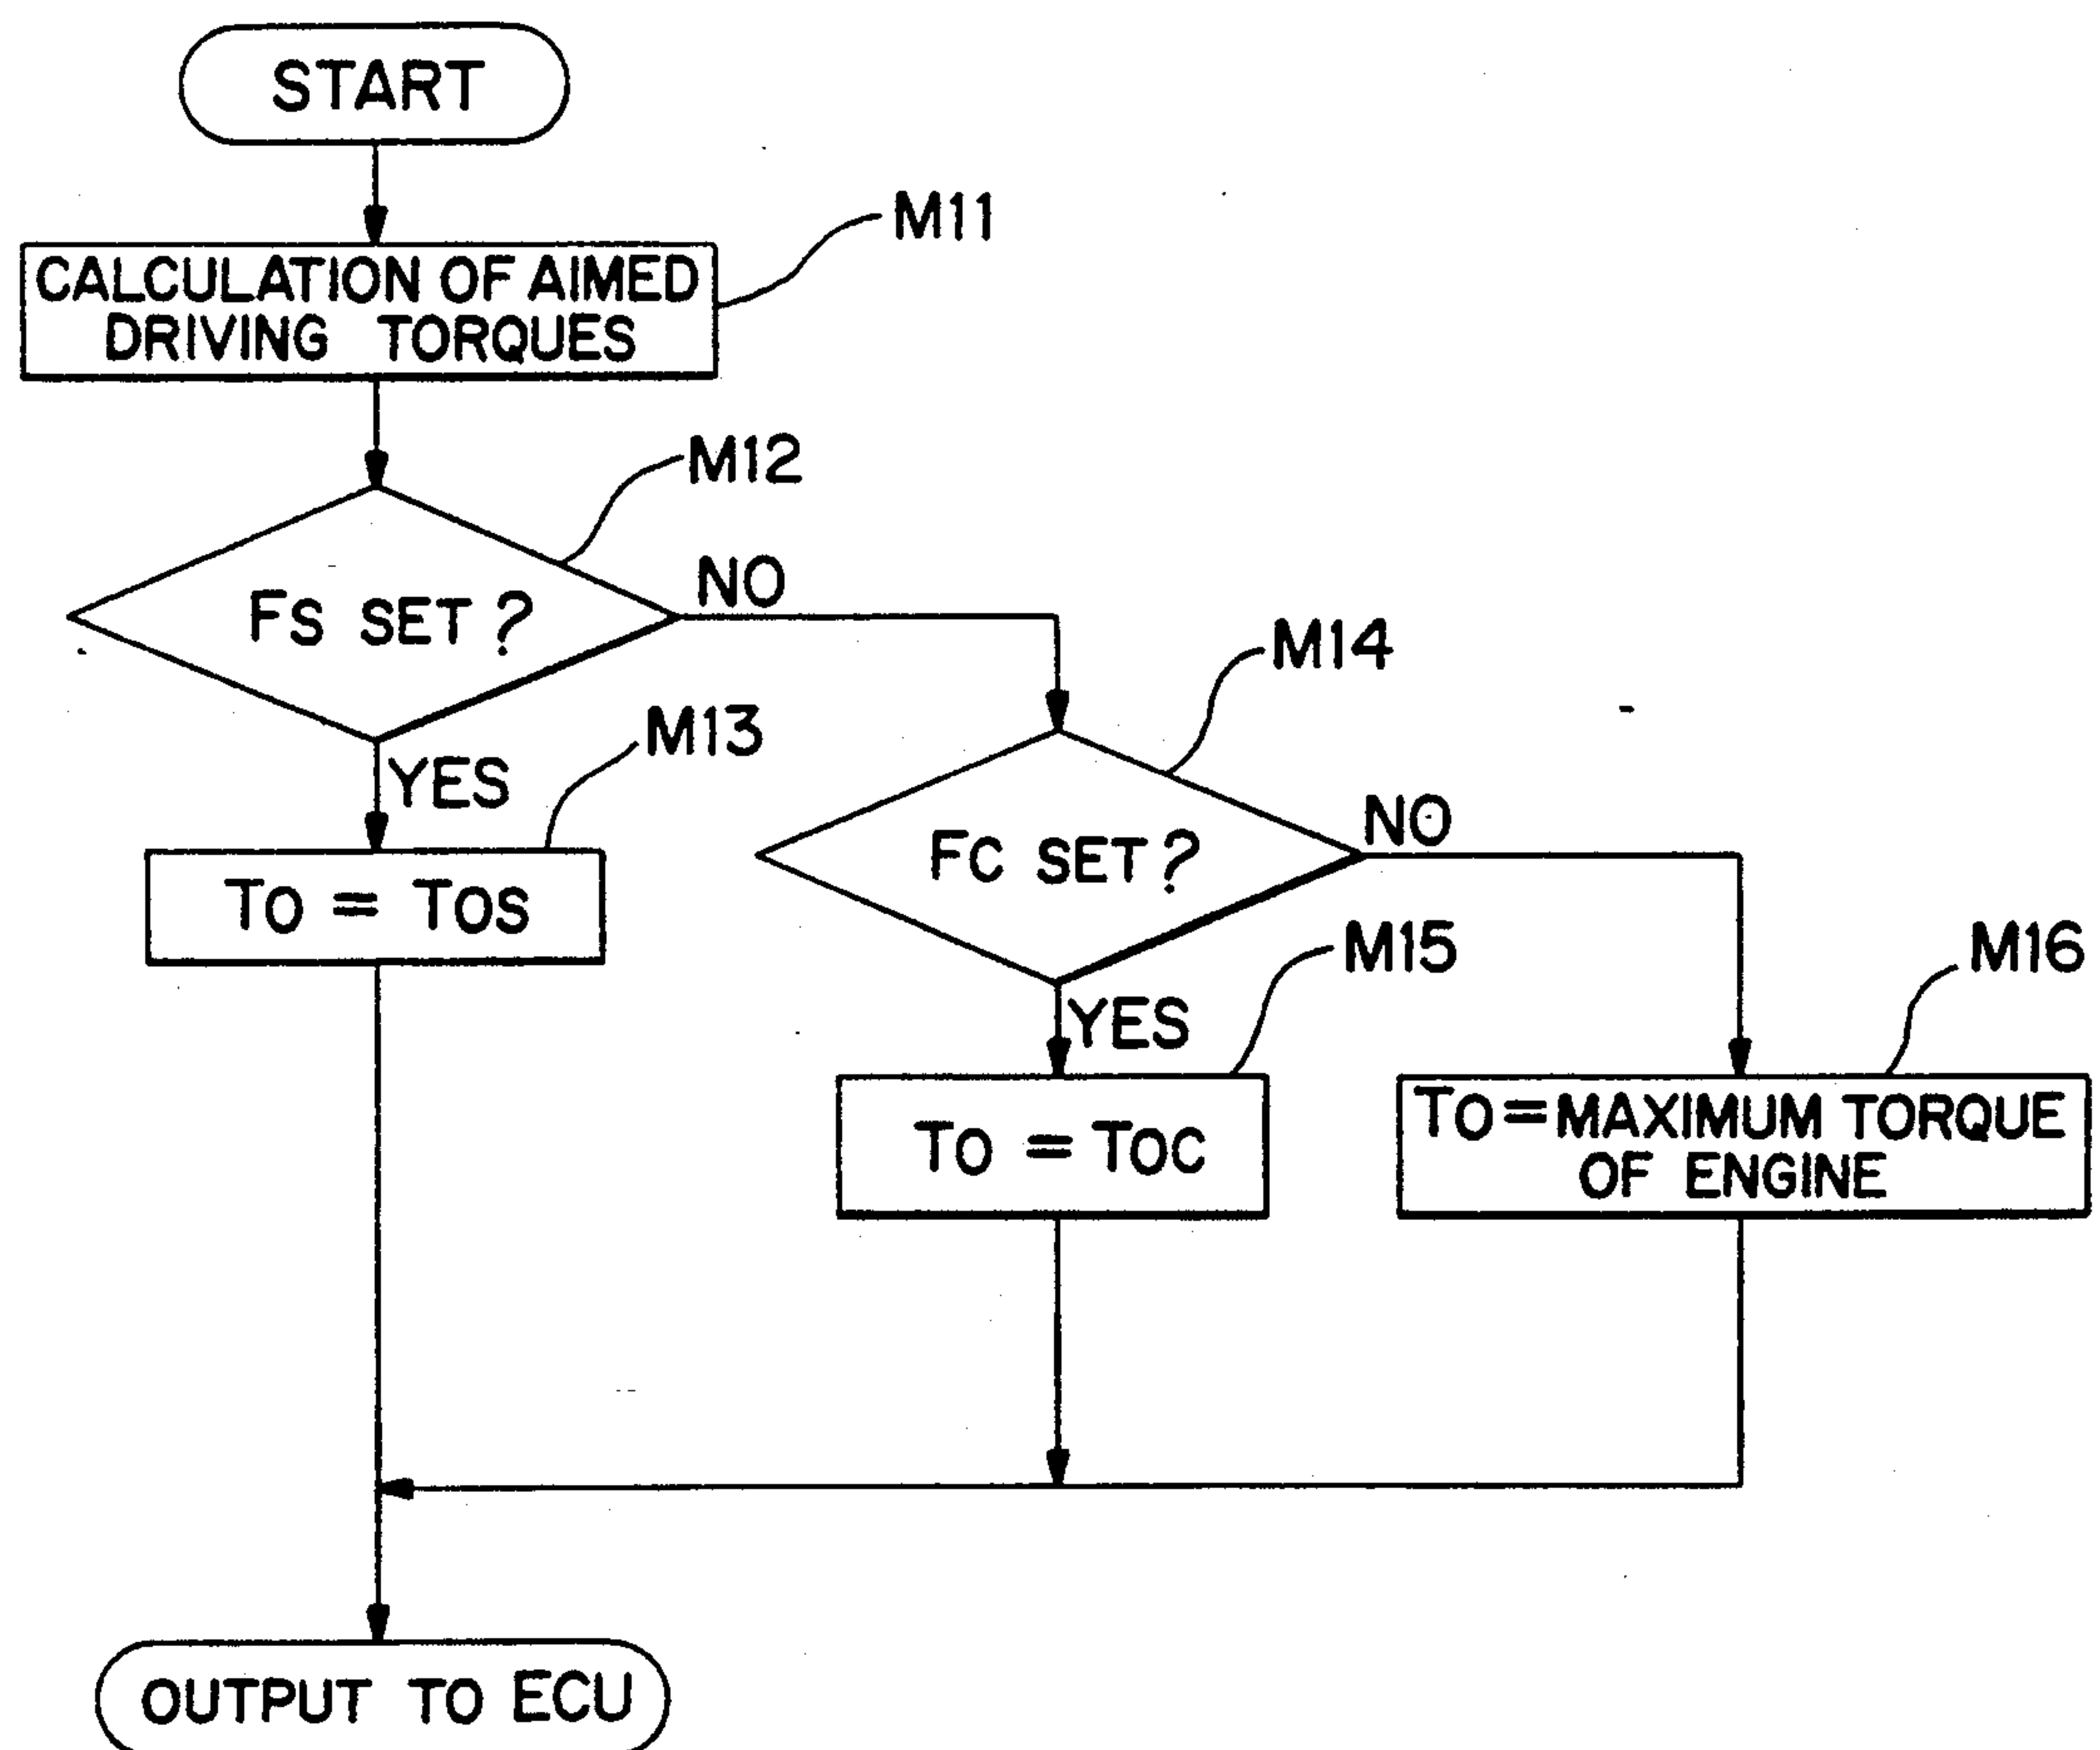 START
M11
CALCULATION OF AIMED
DRIVING TORQUES
M12
FS SET?
NO
M14
M13
YES
FC SET?
NO
TO = TOS
M15
M16
YES
TO = TOC
TO=MAXIMUM TORQUE
OF ENGINE
OUTPUT TO ECU